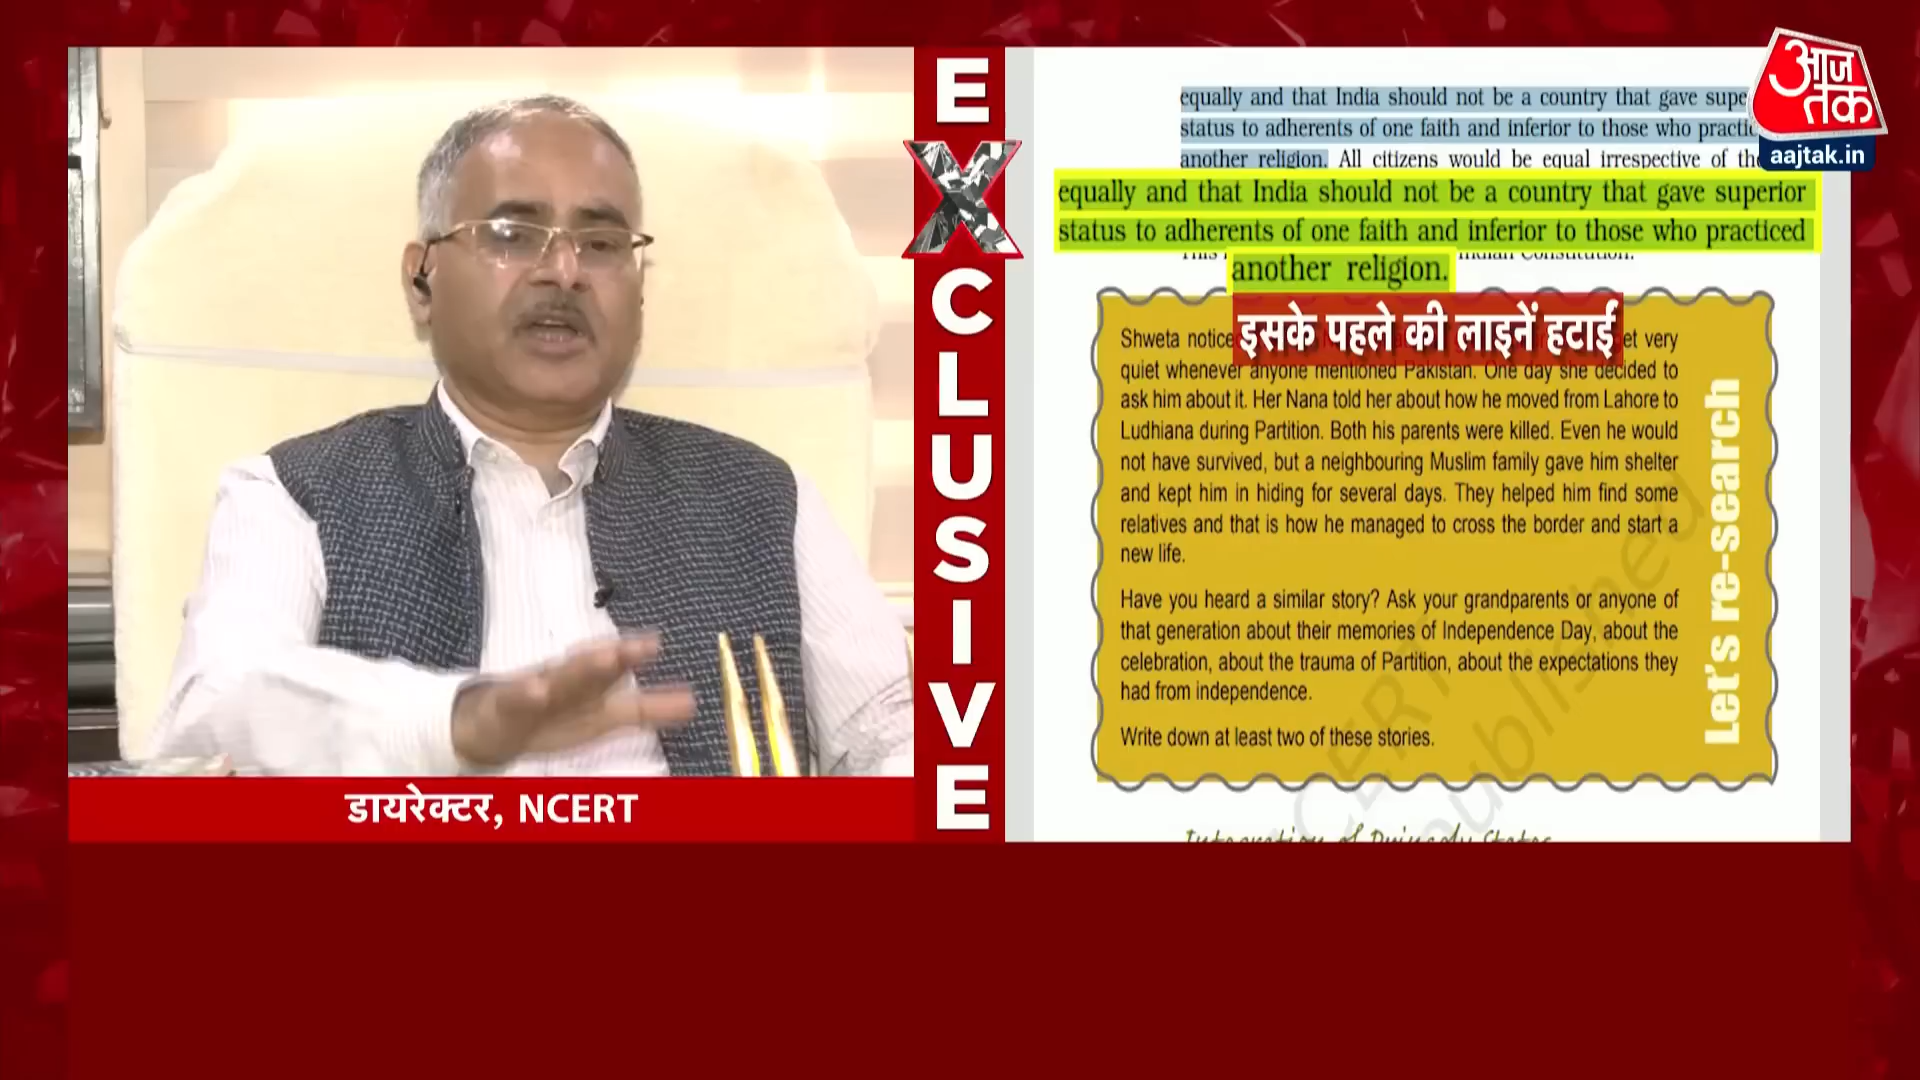 आज
तक
aajtak.in
EXCLUSIVE
equally and that India should not be a country that gave supe
status to adherents of one faith and inferior to those who practic
another religion. All citizens would be equal irrespective of the
equally and that India should not be a country that gave superior
status to adherents of one faith and inferior to those who practiced
another religion.
Indian Constitution.
इसके पहले की लाइनें हटाईं
Shweta notice et very
quiet whenever anyone mentioned Pakistan. One day she decided to
ask him about it. Her Nana told her about how he moved from Lahore to
Ludhiana during Partition. Both his parents were killed. Even he would
not have survived, but a neighbouring Muslim family gave him shelter
and kept him in hiding for several days. They helped him find some
relatives and that is how he managed to cross the border and start a
new life.
Have you heard a similar story? Ask your grandparents or anyone of
that generation about their memories of Independence Day, about the
celebration, about the trauma of Partition, about the expectations they
had from independence.
Write down at least two of these stories.
Let's re-search
डायरेक्टर, NCERT